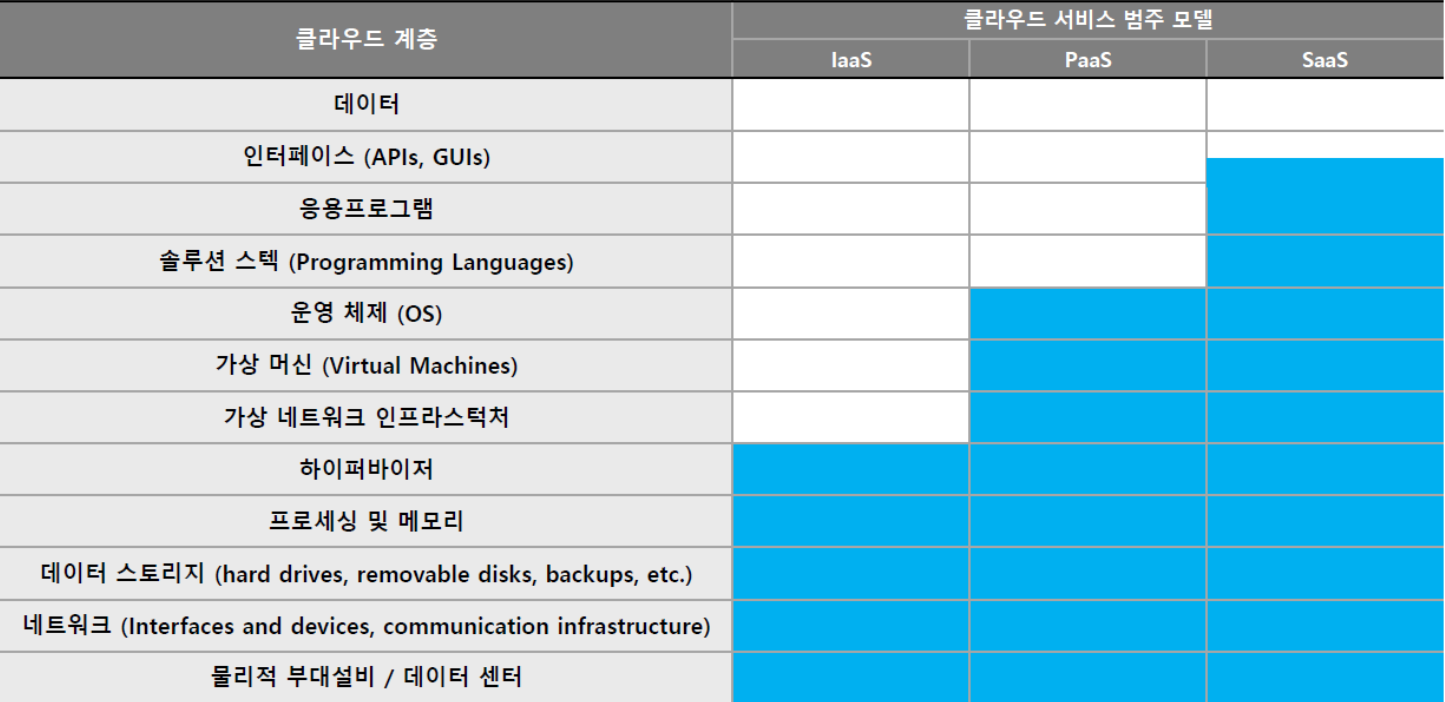 클라우드 계층
클라우드 서비스 범주 모델
IaaS
PaaS
SaaS
데이터
인터페이스 (APIs, GUIs)
응용프로그램
솔루션 스텍 (Programming Languages)
운영 체제 (OS)
가상 머신 (Virtual Machines)
가상 네트워크 인프라스턱처
하이퍼바이저
프로세싱 및 메모리
데이터 스토리지 (hard drives, removable disks, backups, etc.)
네트워크 (Interfaces and devices, communication infrastructure)
물리적 부대설비 / 데이터 센터